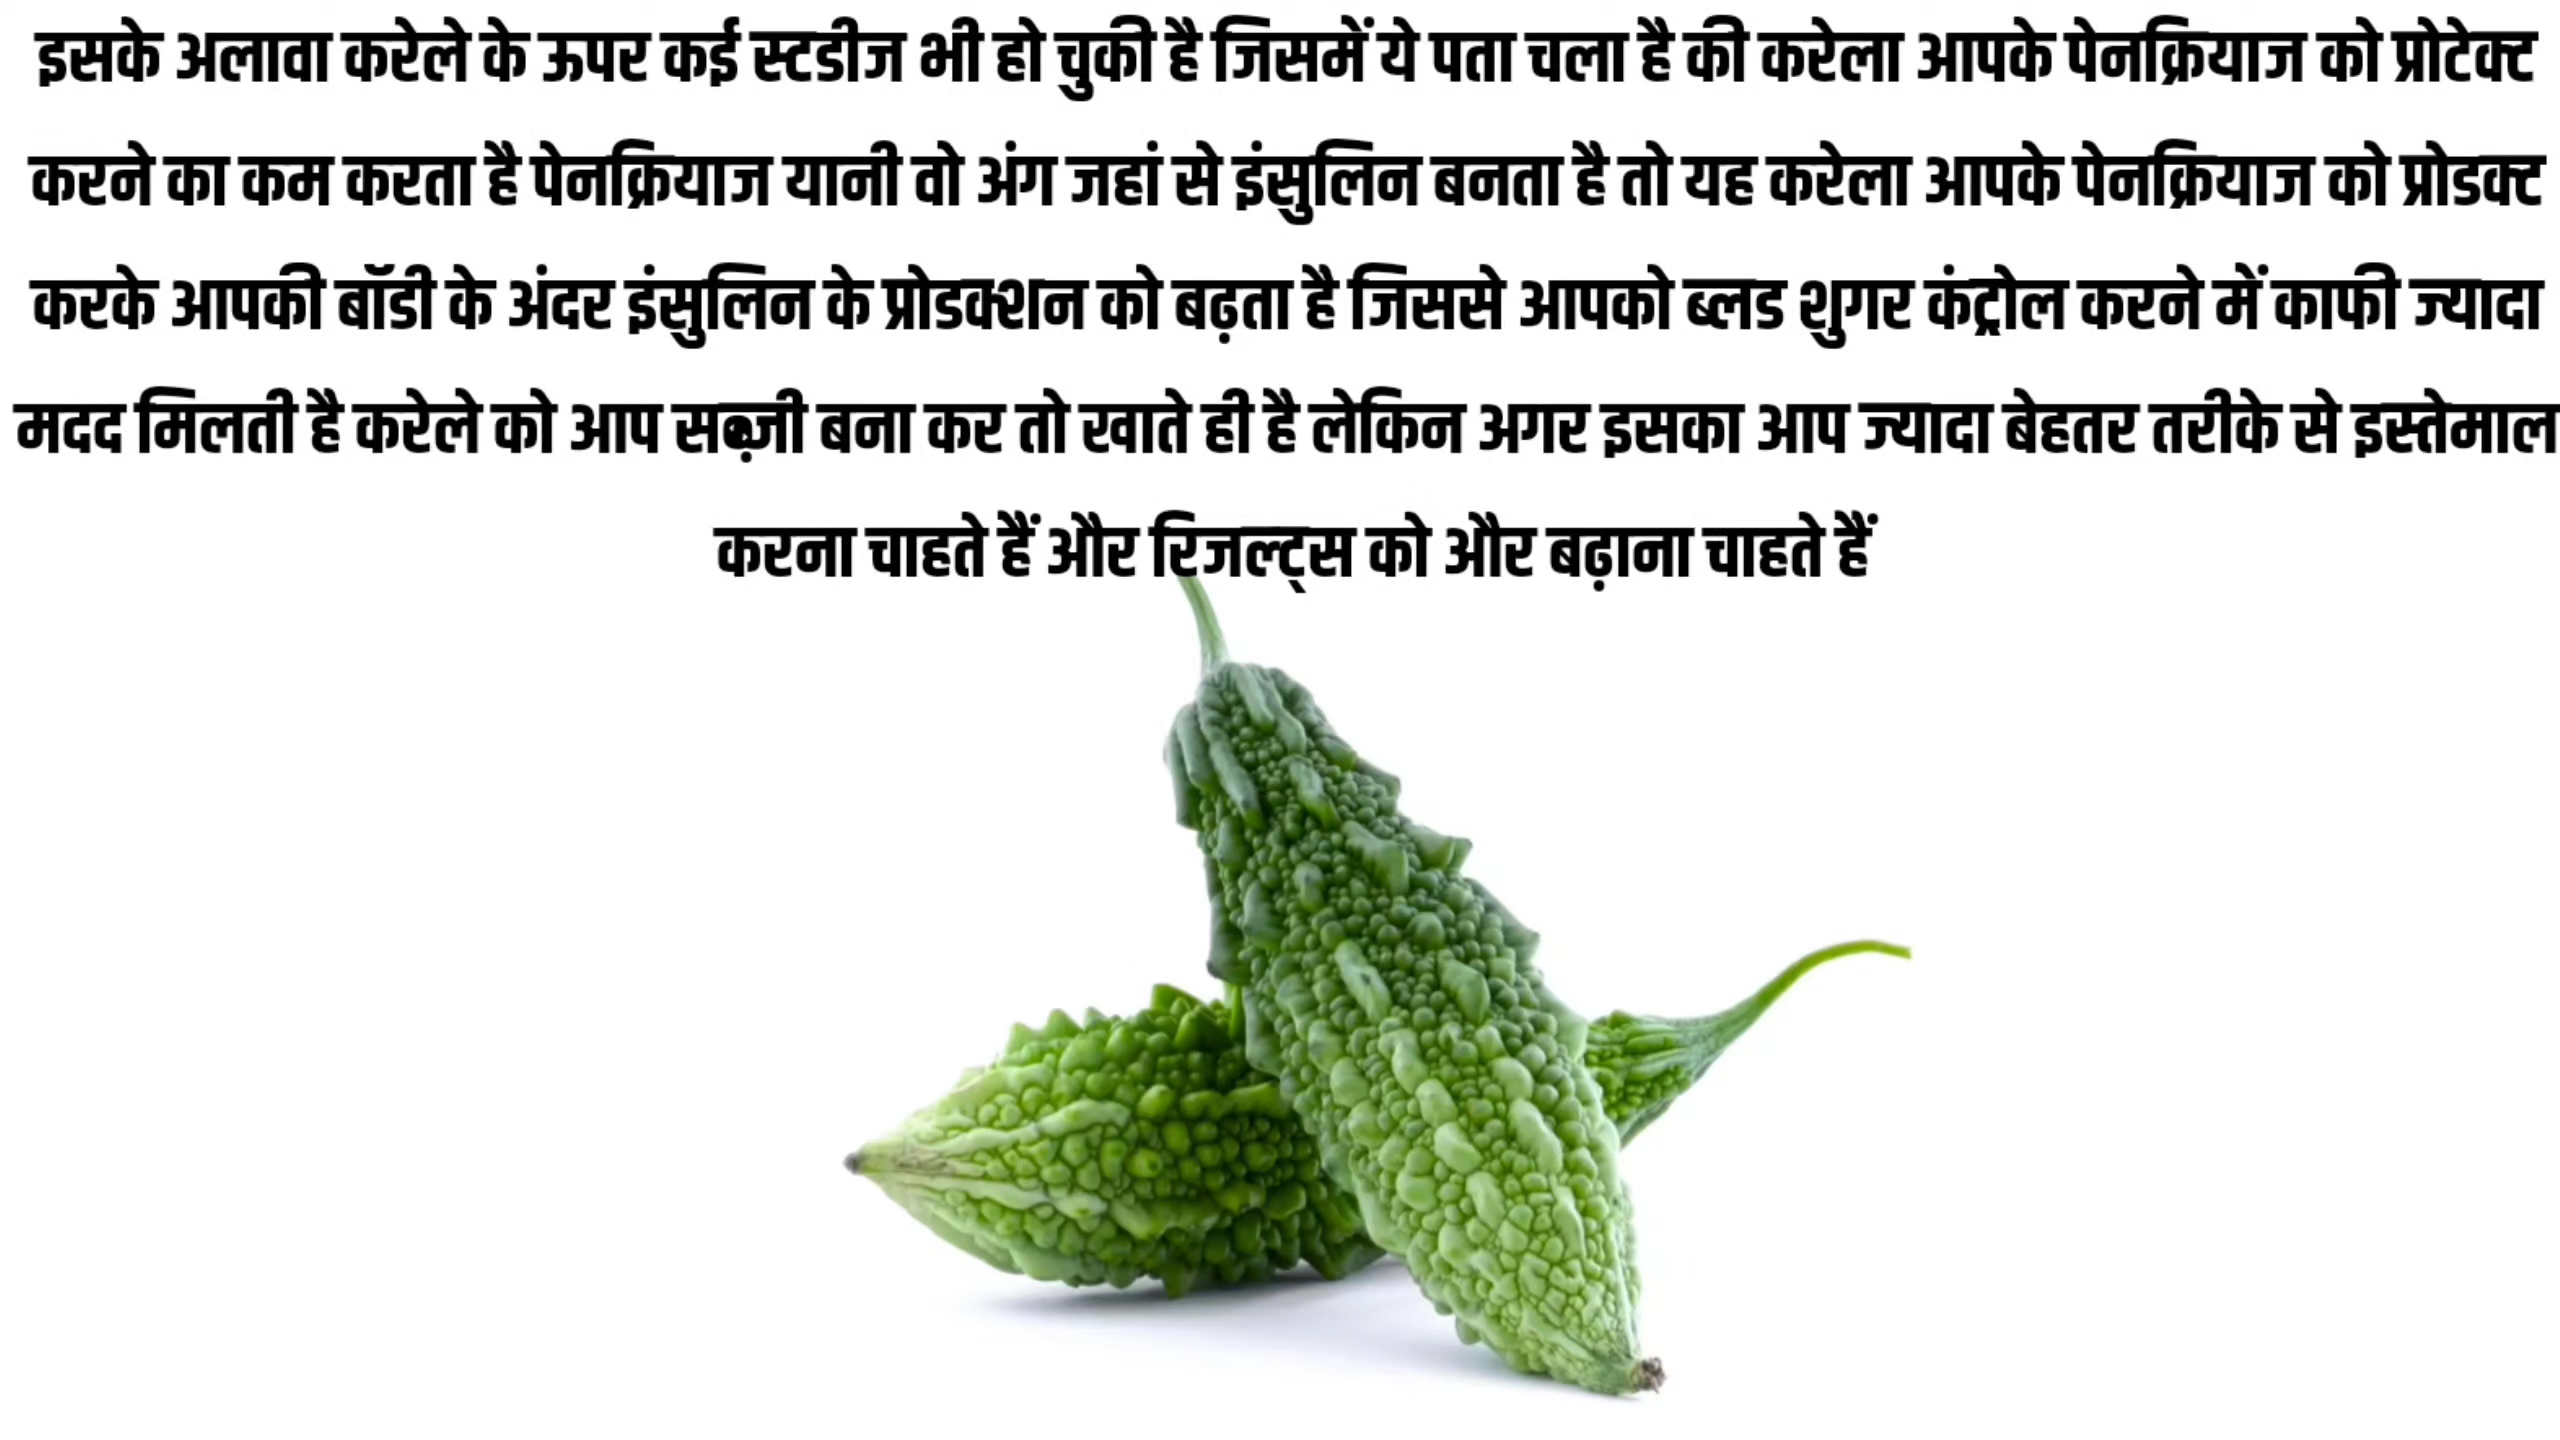 इसके अलावा करेले के ऊपर कई स्टडीज भी हो चुकी है जिसमें ये पता चला है की करेला आपके पेनक्रियाज को प्रोटेक्ट
करने का कम करता है पेनक्रियाज यानी वो अंग जहां से इंसुलिन बनता है तो यह करेला आपके पेनक्रियाज को प्रोडक्ट
करके आपकी बॉडी के अंदर इंसुलिन के प्रोडक्शन को बढ़ता है जिससे आपको ब्लड शुगर कंट्रोल करने में काफी ज्यादा
मदद मिलती है करेले को आप सब्ज़ी बना कर तो खाते ही है लेकिन अगर इसका आप ज्यादा बेहतर तरीके से इस्तेमाल
करना चाहते हैं और रिजल्ट्स को और बढ़ाना चाहते हैं